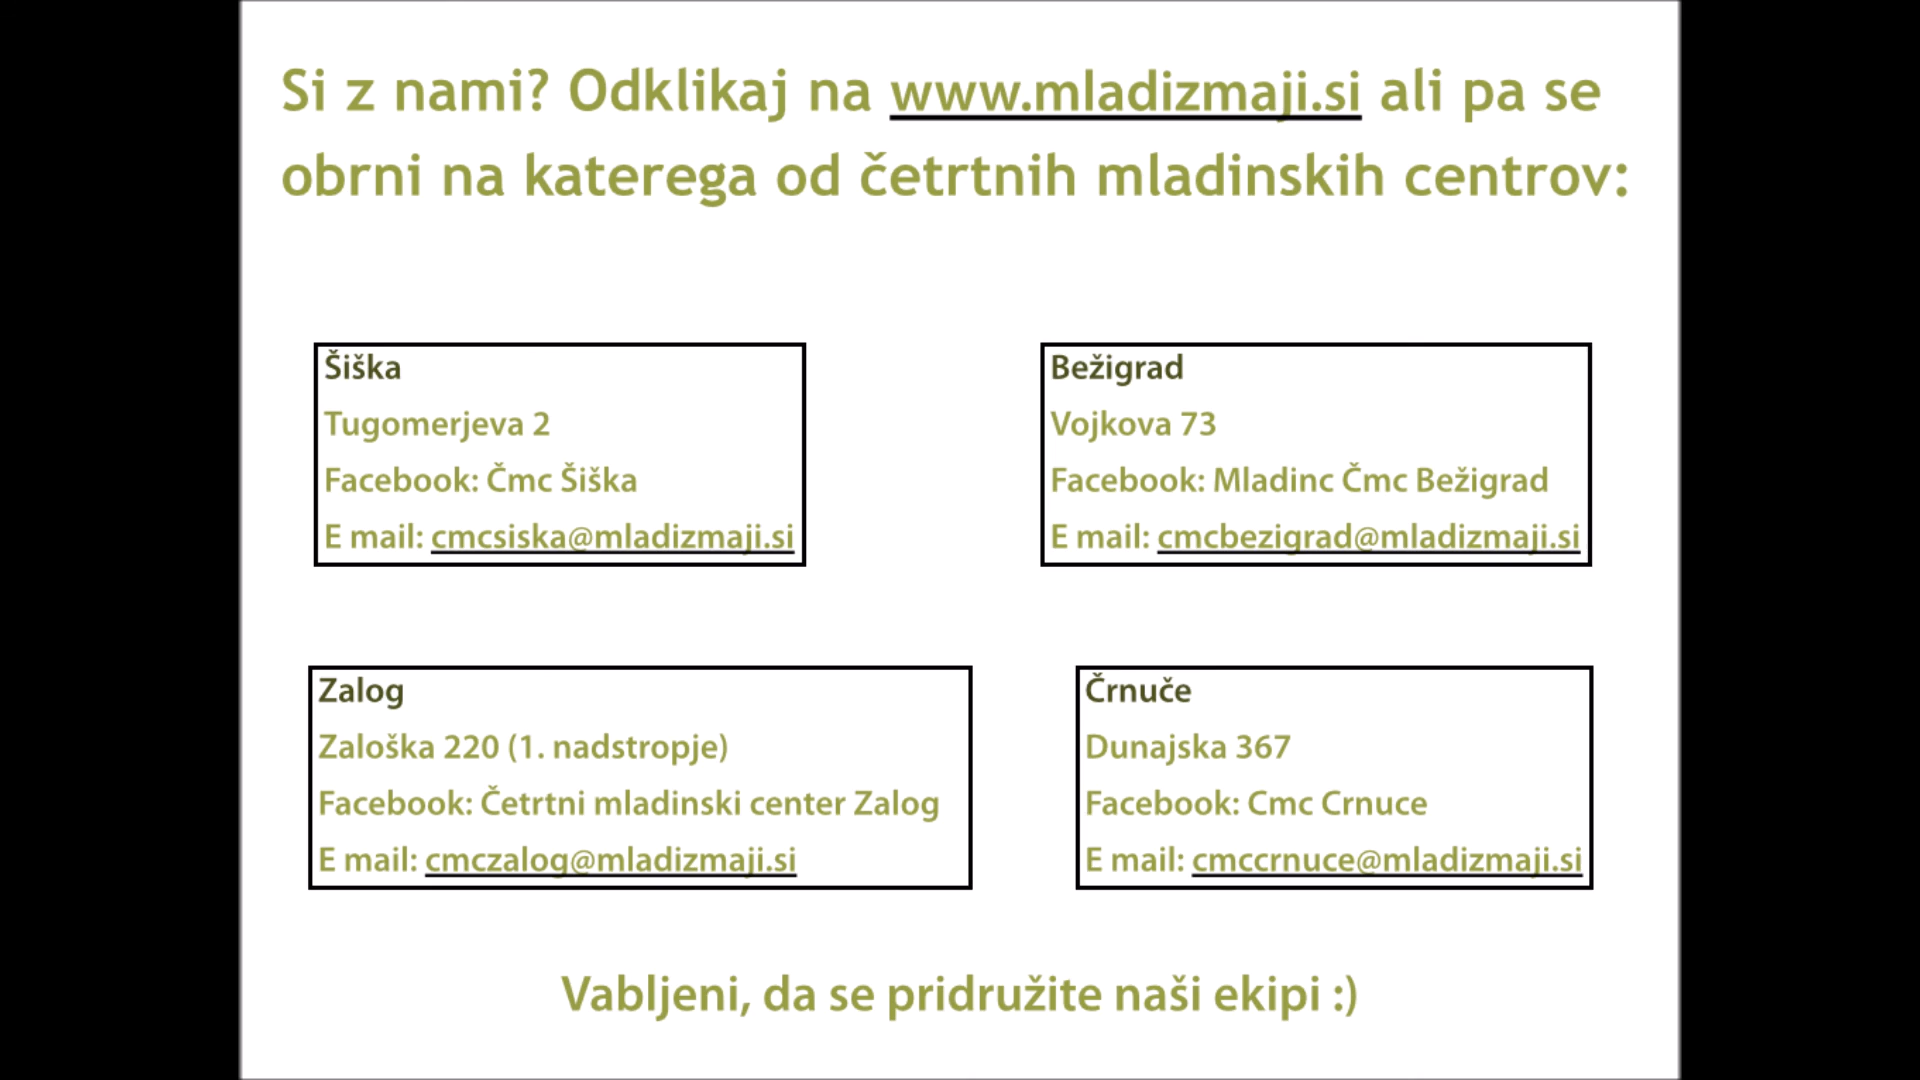 Si z nami? Odklikaj na www.mladizmaji.si ali pa se
obrni na katerega od četrtnih mladinskih centrov:
Šiška
Tugomerjeva 2
Facebook: Čmc Šiška
E mail: cmcsiska@mladizmaji.si
Bežigrad
Vojkova 73
Facebook: Mladinc Čmc Bežigrad
E mail: cmcbezigrad@mladizmaji.si
Zalog
Zaloška 220 (1. nadstropje)
Facebook: Četrtni mladinski center Zalog
E mail: cmczalog@mladizmaji.si
Črnuče
Dunajska 367
Facebook: Cmc Crnuce
E mail: cmccrnuce@mladizmaji.si
Vabljeni, da se pridružite naši ekipi :)